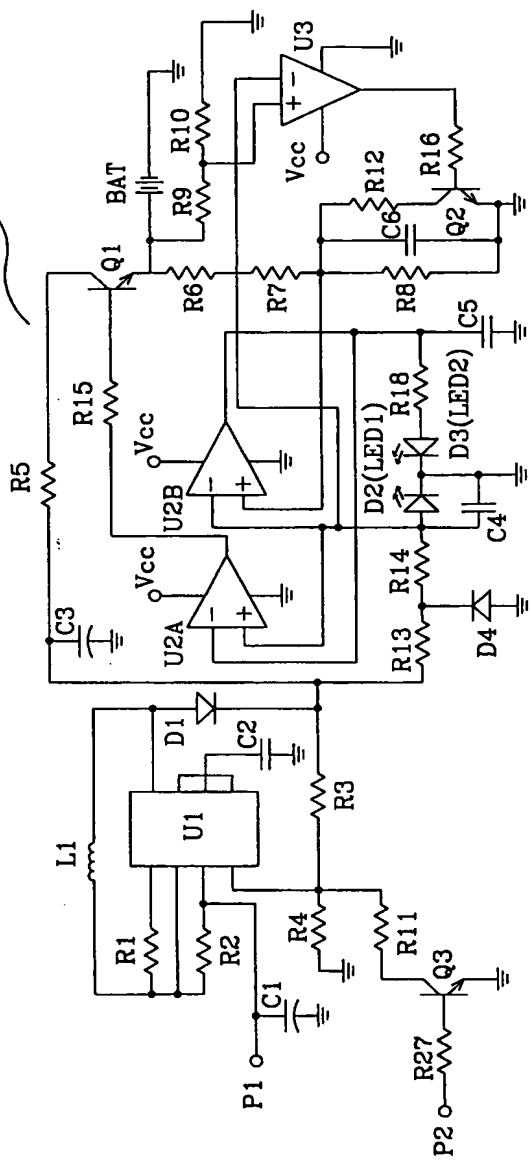 P1
P2
C1
L1
R1
R2
U1
C2
D1
R4
R3
R11
R27
Q3
C3
R5
Vcc
U2A
−
+
R13
D4
R14
R15
Vcc
U2B
−
+
D2(LED1)
D3(LED2)
C4
R18
C5
Q1
BAT
R6
R7
R8
C6
R9
R10
R12
Q2
R16
U3
−
+
Vcc